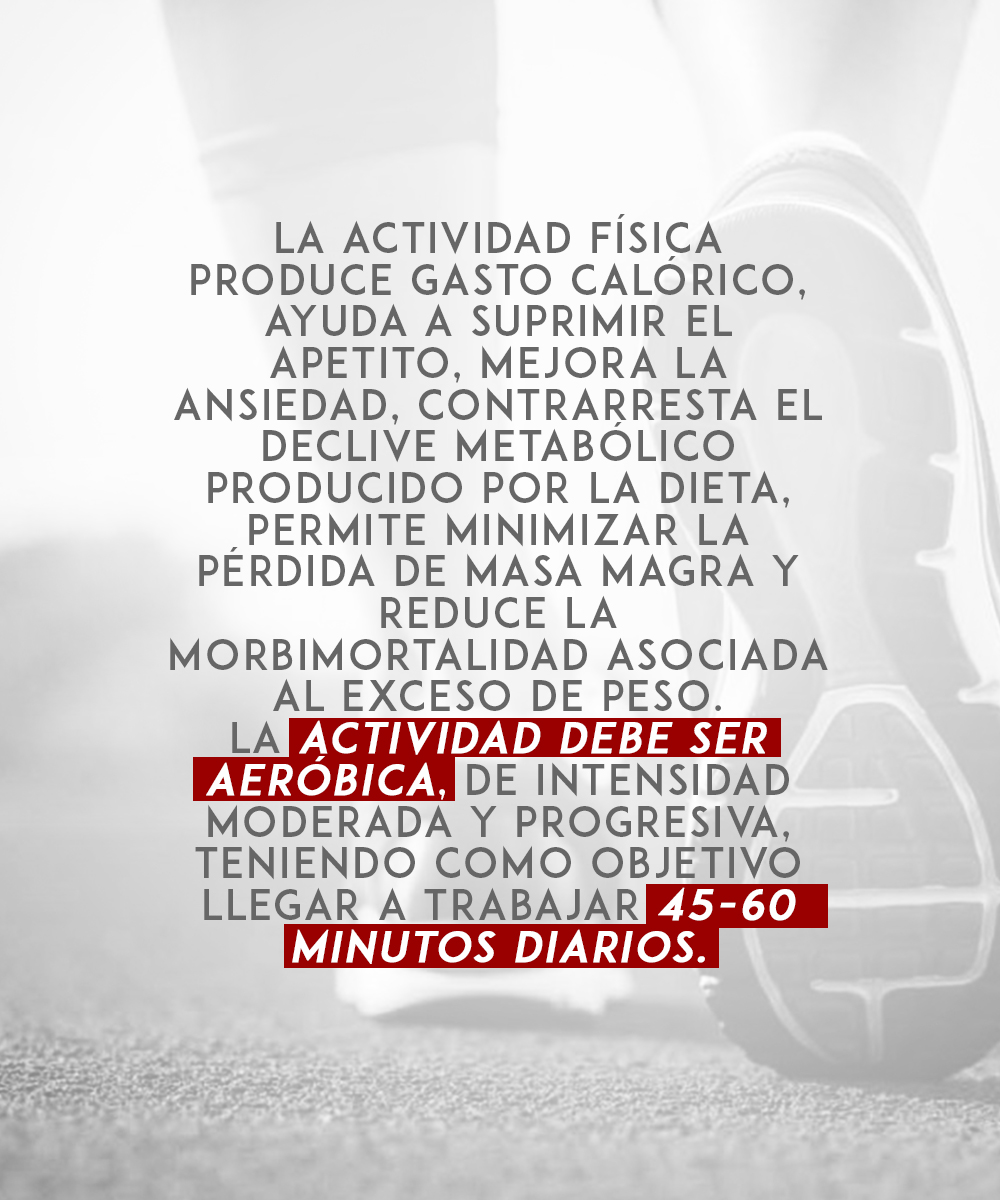 LA ACTIVIDAD FÍSICA
PRODUCE GASTO CALÓRICO,
AYUDA A SUPRIMIR EL
APETITO, MEJORA LA
ANSIEDAD, CONTRARRESTA EL
DECLIVE METABÓLICO
PRODUCIDO POR LA DIETA,
PERMITE MINIMIZAR LA
PÉRDIDA DE MASA MAGRA Y
REDUCE LA
MORBIMORTALIDAD ASOCIADA
AL EXCESO DE PESO.
LA ACTIVIDAD DEBE SER
AERÓBICA, DE INTENSIDAD
MODERADA Y PROGRESIVA,
TENIENDO COMO OBJETIVO
LLEGAR A TRABAJAR 45-60
MINUTOS DIARIOS.